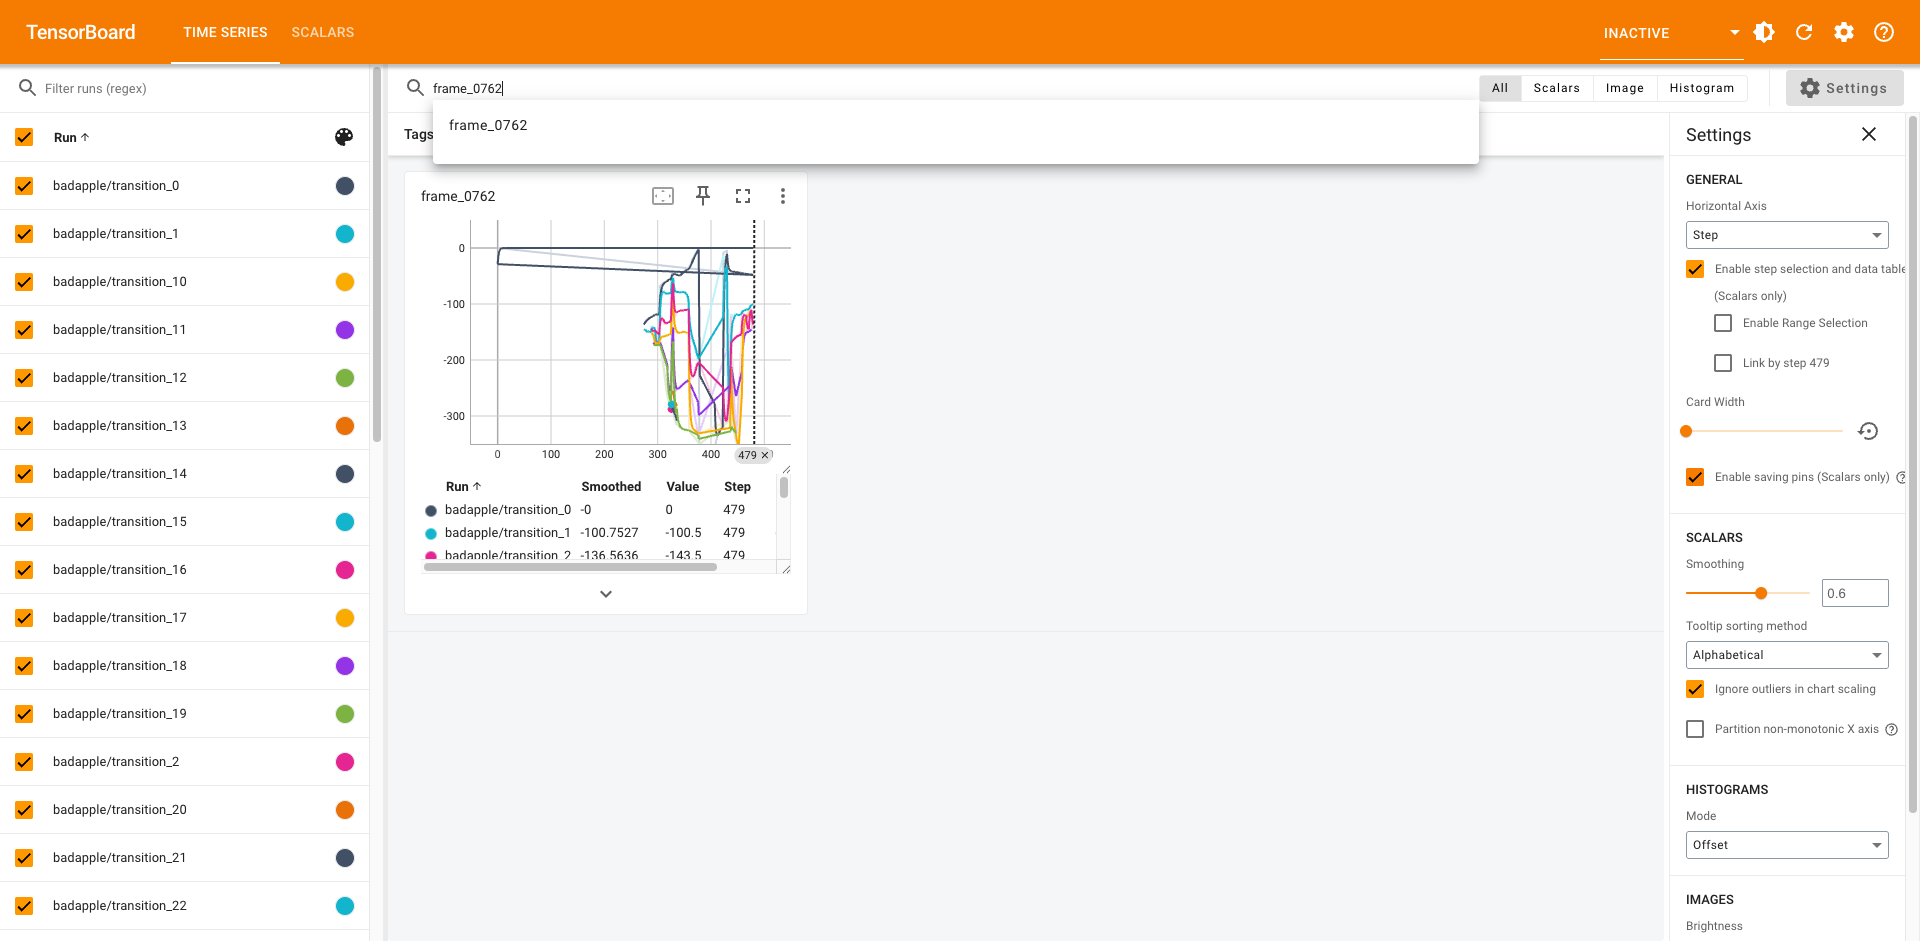 TensorBoard
TIME SERIES
SCALARS
INACTIVE
Filter runs (regex)
Run
badapple/transition_0
badapple/transition_1
badapple/transition_10
badapple/transition_11
badapple/transition_12
badapple/transition_13
badapple/transition_14
badapple/transition_15
badapple/transition_16
badapple/transition_17
badapple/transition_18
badapple/transition_19
badapple/transition_2
badapple/transition_20
badapple/transition_21
badapple/transition_22
frame_0762
All Scalars Image Histogram
Settings
frame_0762
Tags
frame_0762
0
-100
-200
-300
0 100 200 300 400 479
Run Smoothed Value Step
badapple/transition_0 -0 0 479
badapple/transition_1 -100.7527 -100.5 479
badapple/transition_2 -136.5636 -143.5 479
Settings
GENERAL
Horizontal Axis
Step
Enable step selection and data table
(Scalars only)
Enable Range Selection
Link by step 479
Card Width
Enable saving pins (Scalars only)
SCALARS
Smoothing
0.6
Tooltip sorting method
Alphabetical
Ignore outliers in chart scaling
Partition non-monotonic X axis
HISTOGRAMS
Mode
Offset
IMAGES
Brightness